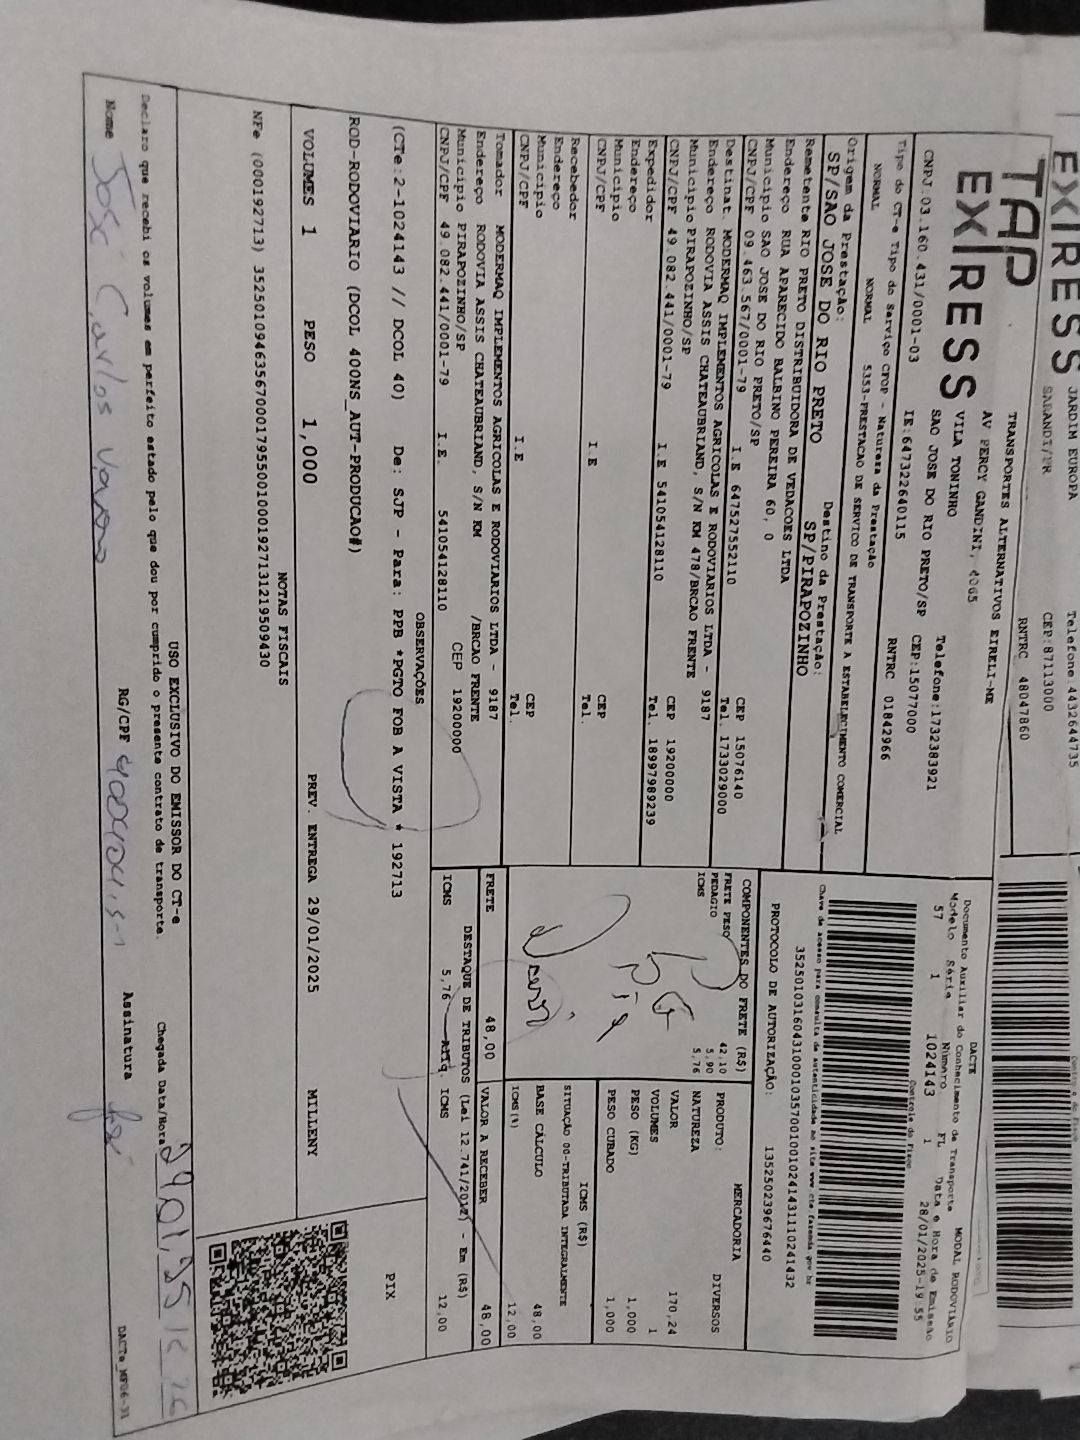 EXPRESS
JARDIM EUROPA
Telefone:4432644735
SARANDI/PR
CEP:87113000
RNTRC 48047860
TAP
EXPRESS
TRANSPORTES ALTERNATIVOS EIRELI-ME
AV PERCY GANDINI,
VILA TONINHO
SAO JOSE DO RIO PRETO/SP
Telefone:1732383921
CEP:15077000
CNPJ:03.160.431/0001-03
IE:647322640115
RNTRC 01842966
DACTE
MODAL RODOVIÁRIO
Documento Auxiliar do Conhecimento de Transporte
Modelo Série Número FL Data e Hora de Emissão
57 1 1024143 1 28/01/2025-19:55
Controle do Fisco
Chave de acesso para consulta de autenticidade no site www.cte.fazenda.gov.br
PROTOCOLO DE AUTORIZAÇÃO: 135250239676440
Tipo do CT-e Tipo do Serviço CFOP - Natureza da Prestação
NORMAL NORMAL 5353-PRESTACAO DE SERVICO DE TRANSPORTE A ESTABELECIMENTO COMERCIAL
Origem da Prestação: Destino da Prestação:
SP/SAO JOSE DO RIO PRETO SP/PIRAPOZINHO
Remetente RIO PRETO DISTRIBUIDORA DE VEDACOES LTDA
Endereço RUA APARECIDO BALBINO PEREIRA 60, 0
Município SAO JOSE DO RIO PRETO/SP CEP 15076140
CNPJ/CPF 09.463.567/0001-79 I.E 647527552110 Tel. 1733029000
Destinat. MODERMAQ IMPLEMENTOS AGRICOLAS E RODOVIARIOS LTDA - 9187
Endereço RODOVIA ASSIS CHATEAUBRIAND, S/N KM 478/BRCAO FRENTE
Município PIRAPOZINHO/SP CEP 19200000
CNPJ/CPF 49.082.441/0001-79 I.E 541054128110 Tel. 18997989239
Expedidor
Endereço
Município CEP
CNPJ/CPF I.E Tel.
Recebedor
Endereço
Município CEP
CNPJ/CPF I.E Tel.
Tomador MODERMAQ IMPLEMENTOS AGRICOLAS E RODOVIARIOS LTDA - 9187
Endereço RODOVIA ASSIS CHATEAUBRIAND, S/N KM /BRCAO FRENTE
Município PIRAPOZINHO/SP CEP 19200000
CNPJ/CPF 49.082.441/0001-79 I.E. 541054128110
COMPONENTES DO FRETE (R$)
FRETE PESO 42,10
PEDAGIO 5,90
ICMS 5,76
MERCADORIA
PRODUTO: DIVERSOS
NATUREZA
VALOR 170,24
VOLUMES 1
PESO (KG) 1,000
PESO CUBADO 1,000
ICMS (R$)
SITUAÇÃO 00-TRIBUTADA INTEGRALMENTE
BASE CÁLCULO 48,00
ICMS(%) 12,00
FRETE 48,00 VALOR A RECEBER 48,00
DESTAQUE DE TRIBUTOS (Lei 12.741/2012) - Em (R$)
ICMS 5,76 Aliq. ICMS 12,00
OBSERVAÇÕES
(CTe:2-1024143 // DCOL 40) De: SJP - Para: PPB *PGTO FOB A VISTA * 192713
ROD-RODOVIARIO (DCOL 400NS_AUT-PRODUCAO#)
PIX
VOLUMES 1 PESO 1,000 PREV. ENTREGA 29/01/2025 MILLENY
NOTAS FISCAIS
NFe (000192713) 35250109463567000179550010001927131219509430
USO EXCLUSIVO DO EMISSOR DO CT-e
Declaro que recebi os volumes em perfeito estado pelo que dou por cumprido o presente contrato de transporte.
Chegada Data/Hora
Nome José Carlos
RG/CPF
Assinatura
DACTe_MF06-31